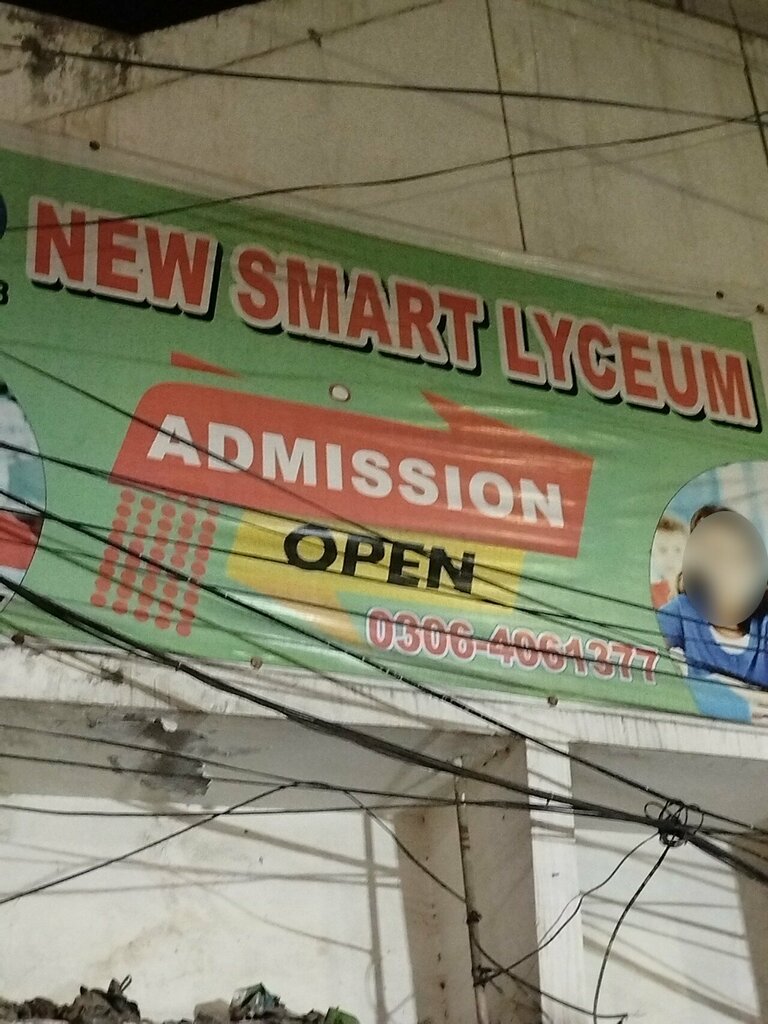 NEW SMART LYCEUM
ADMISSION
OPEN
0306-4061377